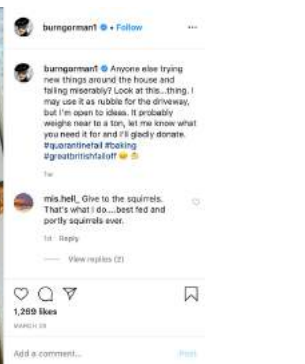 burngorman1 • Follow
burngorman1 Anyone else trying
new things around the house and
failing miserably? Look at this...thing. I
may use it as rubble for the driveway,
but I'm open to ideas. It probably
weighs near to a ton, let me know what
you need it for and I'll gladly donate.
#quarantinefail #baking
#greatbritishfalloff
1w
mis.hell_ Give to the squirrels.
That's what I do....best fed and
portly squirrels ever.
1d Reply
View replies (2)
1,269 likes
MARCH 29
Add a comment... Post